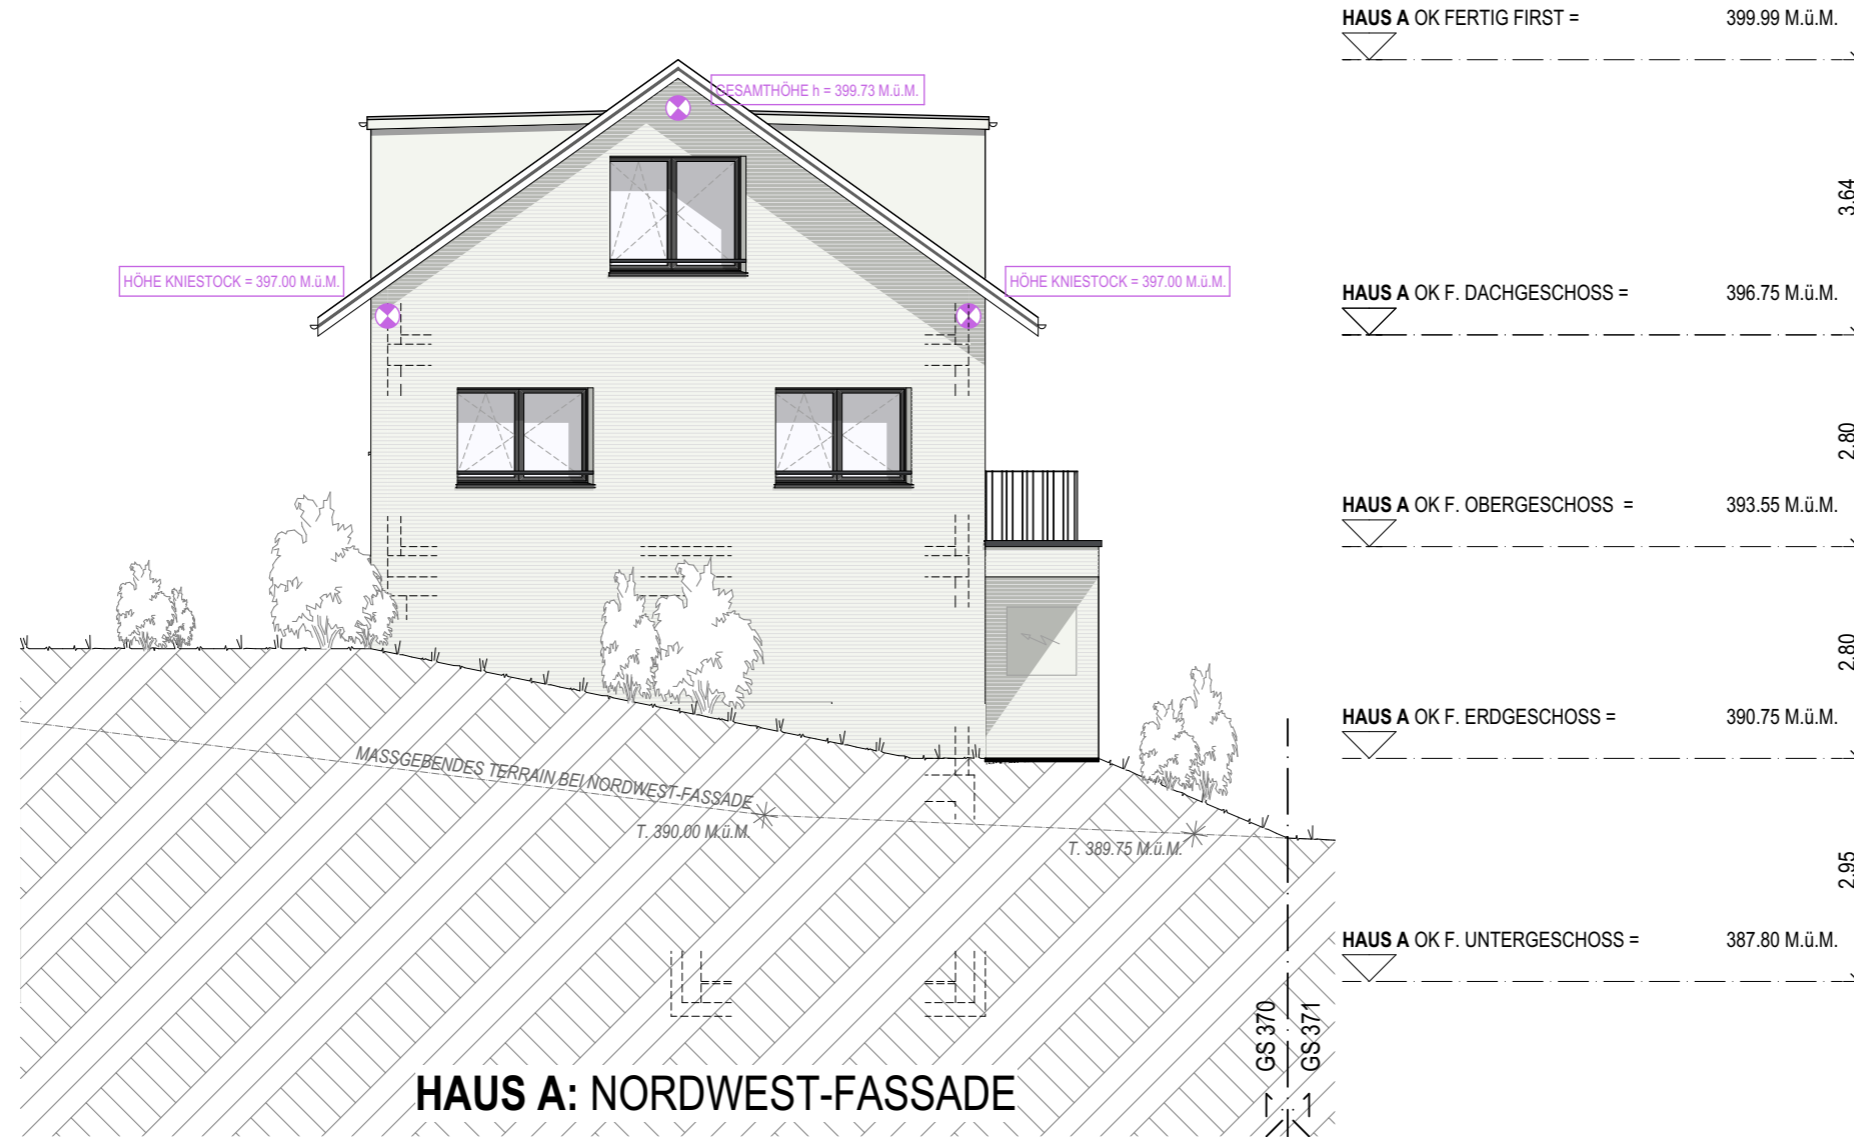 HAUS A OK FERTIG FIRST = 399.99 M.ü.M.
GESAMTHÖHE h = 399.73 M.ü.M.
3.64
HÖHE KNIESTOCK = 397.00 M.ü.M.
HÖHE KNIESTOCK = 397.00 M.ü.M.
HAUS A OK F. DACHGESCHOSS = 396.75 M.ü.M.
2.80
HAUS A OK F. OBERGESCHOSS = 393.55 M.ü.M.
2.80
HAUS A OK F. ERDGESCHOSS = 390.75 M.ü.M.
MASSGEBENDES TERRAIN BEI NORDWEST-FASSADE
T. 390.00 M.ü.M.
T. 389.75 M.ü.M.
2.95
HAUS A OK F. UNTERGESCHOSS = 387.80 M.ü.M.
GS 370
GS 371
HAUS A: NORDWEST-FASSADE